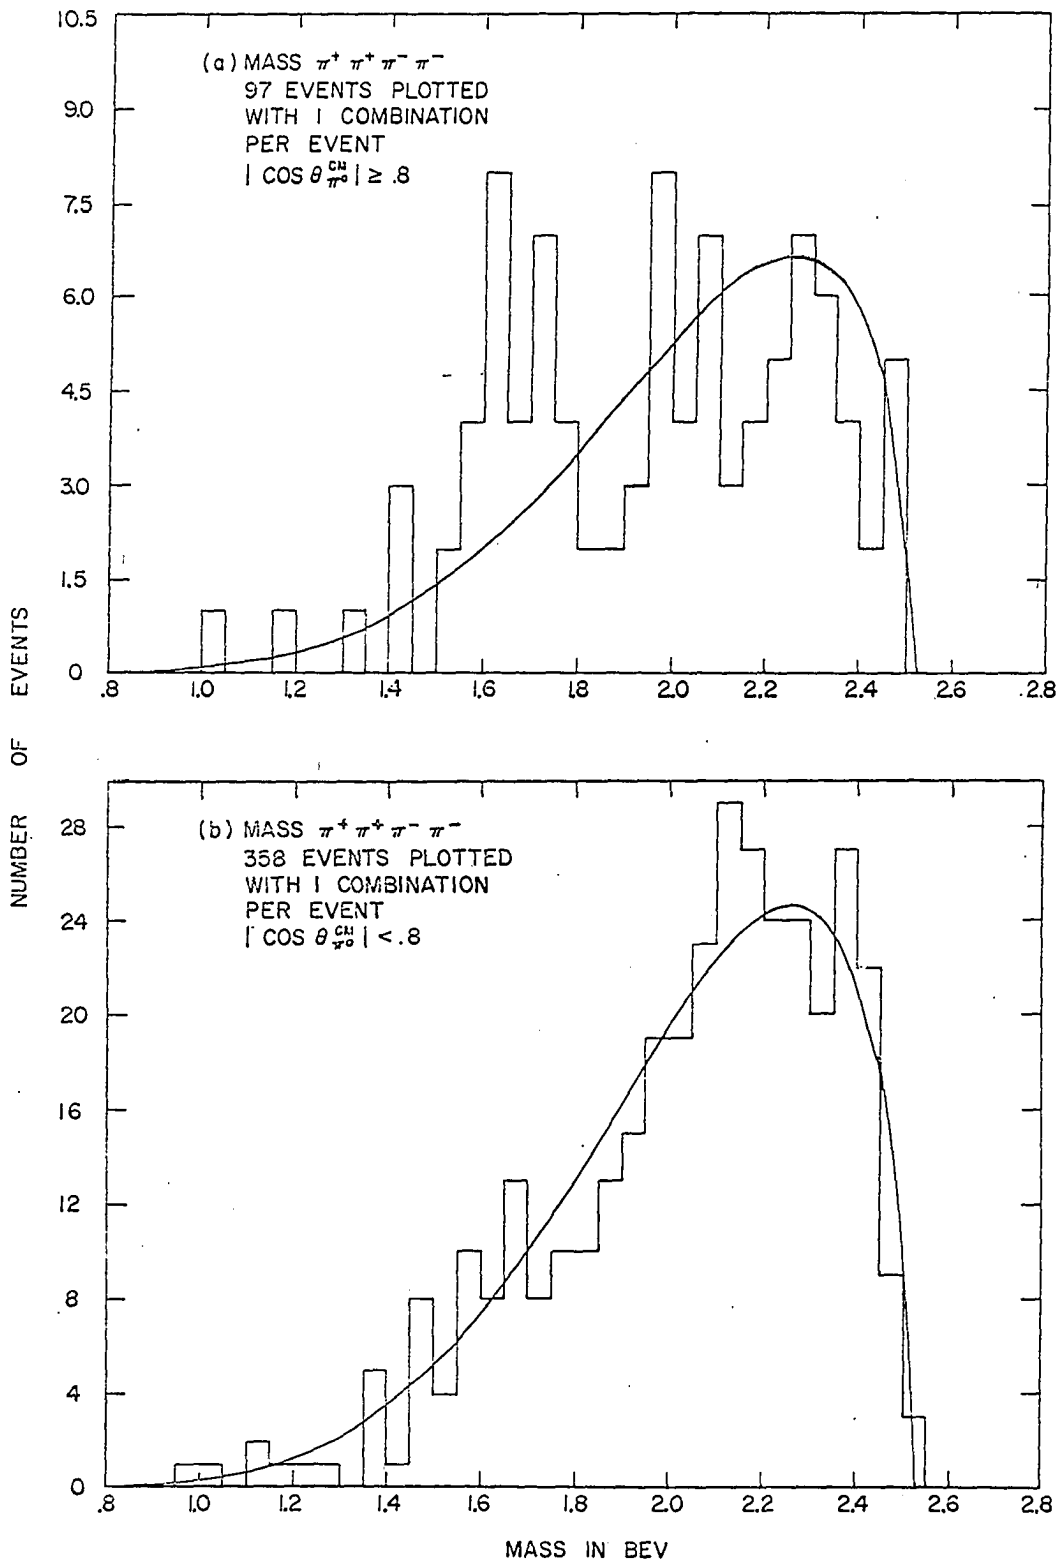 10.5
9.0
7.5
6.0
4.5
3.0
1.5
0
(a) MASS π+ π+ π− π−
97 EVENTS PLOTTED
WITH 1 COMBINATION
PER EVENT
| COS θ CM π0 | ≥ .8
.8 1.0 1.2 1.4 1.6 1.8 2.0 2.2 2.4 2.6 2.8
NUMBER OF EVENTS
28
24
20
16
12
8
4
0
(b) MASS π+ π+ π− π−
358 EVENTS PLOTTED
WITH 1 COMBINATION
PER EVENT
| COS θ CM π0 | < .8
.8 1.0 1.2 1.4 1.6 1.8 2.0 2.2 2.4 2.6 2.8
MASS IN BEV